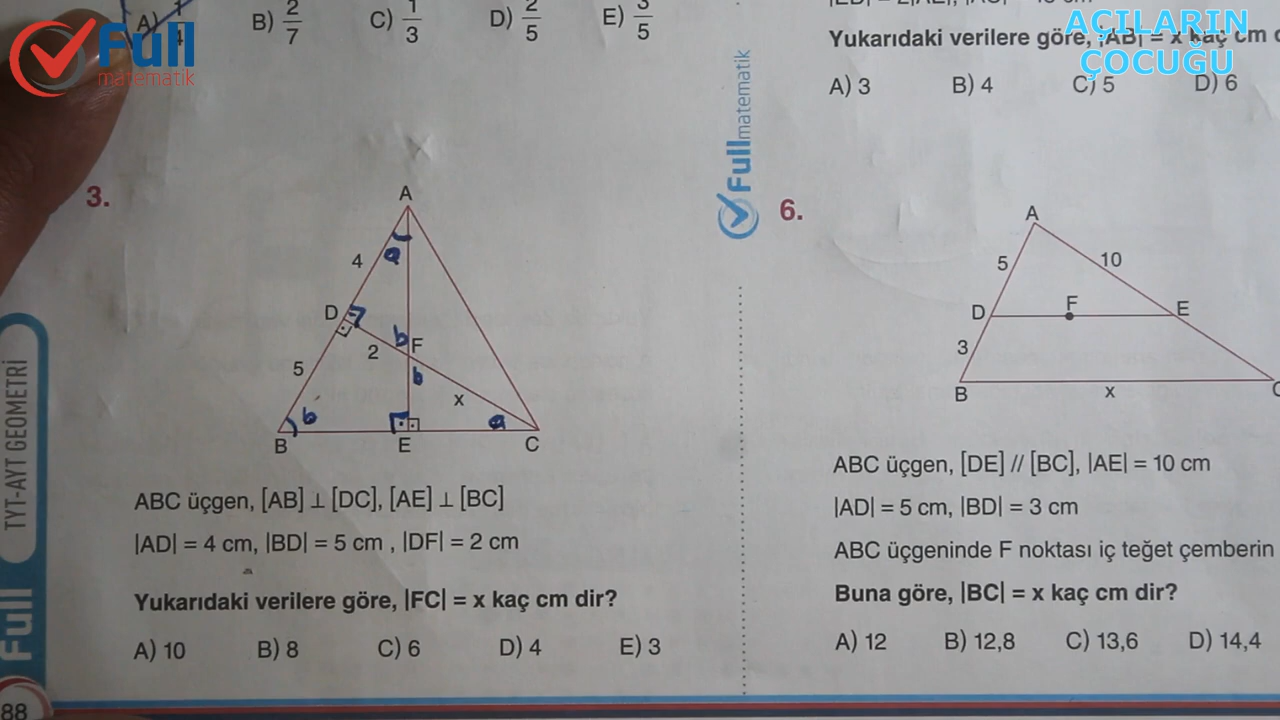 Full
matematik
A) 1/4 B) 2/7 C) 1/3 D) 2/5 E) 3/5
AÇILARIN
ÇOCUĞU
Yukarıdaki verilere göre, |AB| = x kaç cm
A) 3 B) 4 C) 5 D) 6
Fullmatematik
3.
A
4
a
D
b
F
2
b
5
x
b
a
B
E
C
ABC üçgen, [AB] ⊥ [DC], [AE] ⊥ [BC]
|AD| = 4 cm, |BD| = 5 cm , |DF| = 2 cm
Yukarıdaki verilere göre, |FC| = x kaç cm dir?
A) 10 B) 8 C) 6 D) 4 E) 3
6.
A
5
10
D
F
E
3
B
x
C
ABC üçgen, [DE] // [BC], |AE| = 10 cm
|AD| = 5 cm, |BD| = 3 cm
ABC üçgeninde F noktası iç teğet çemberin
Buna göre, |BC| = x kaç cm dir?
A) 12 B) 12,8 C) 13,6 D) 14,4
TYT-AYT GEOMETRİ
Full
88